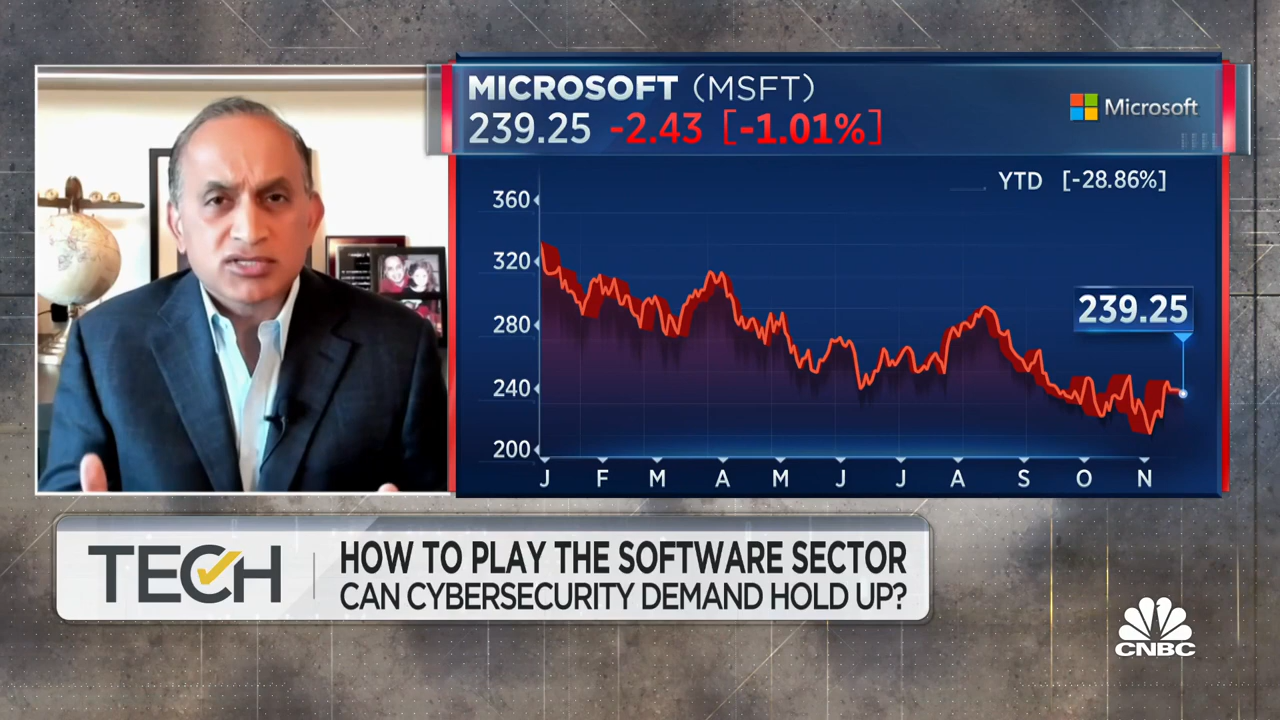 MICROSOFT (MSFT)
239.25 -2.43 [-1.01%]
Microsoft
YTD [-28.86%]
360
320
280
240
200
239.25
J F M A M J J A S O N
TECH
HOW TO PLAY THE SOFTWARE SECTOR
CAN CYBERSECURITY DEMAND HOLD UP?
CNBC